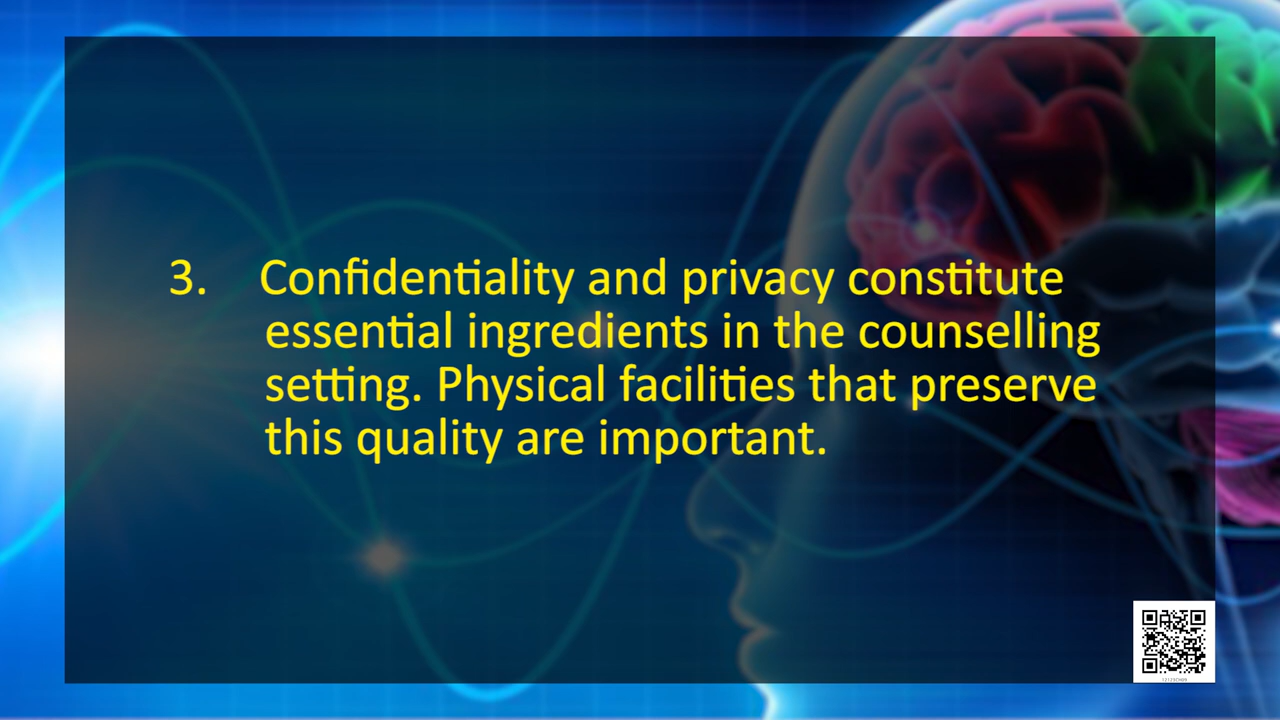 3. Confidentiality and privacy constitute
essential ingredients in the counselling
setting. Physical facilities that preserve
this quality are important.